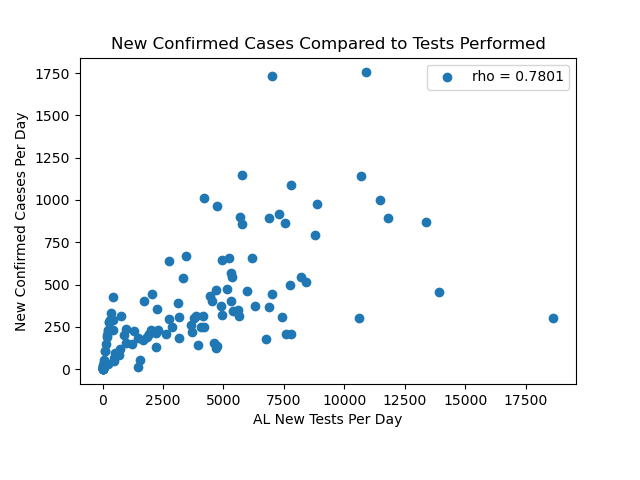 New Confirmed Cases Compared to Tests Performed
rho = 0.7801
New Confirmed Caeses Per Day
1750
1500
1250
1000
750
500
250
0
0 2500 5000 7500 10000 12500 15000 17500
AL New Tests Per Day